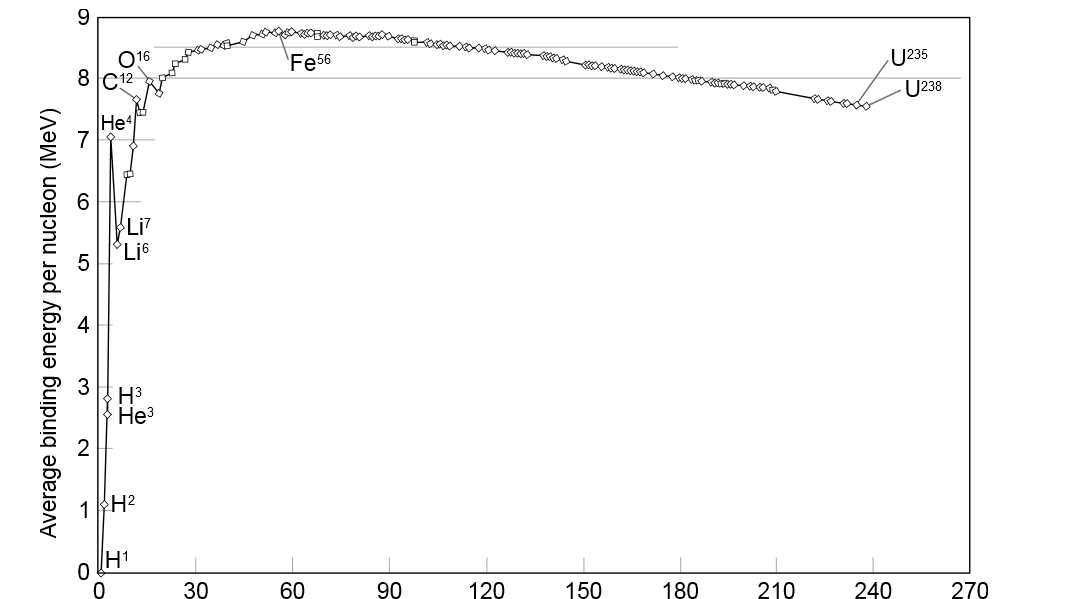 Average binding energy per nucleon (MeV)
9
8
7
6
5
4
3
2
1
0
O¹⁶
C¹²
He⁴
Fe⁵⁶
U²³⁵
U²³⁸
Li⁷
Li⁶
H³
He³
H²
H¹
0 30 60 90 120 150 180 210 240 270